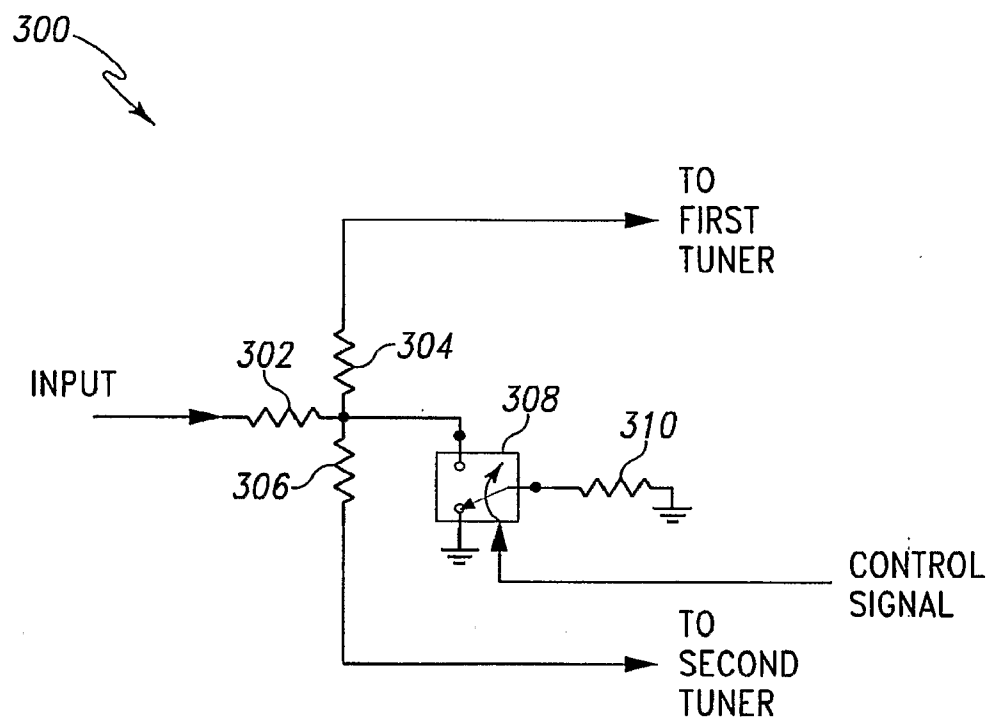 300
TO
FIRST
TUNER
304
302
INPUT
308
310
306
CONTROL
SIGNAL
TO
SECOND
TUNER